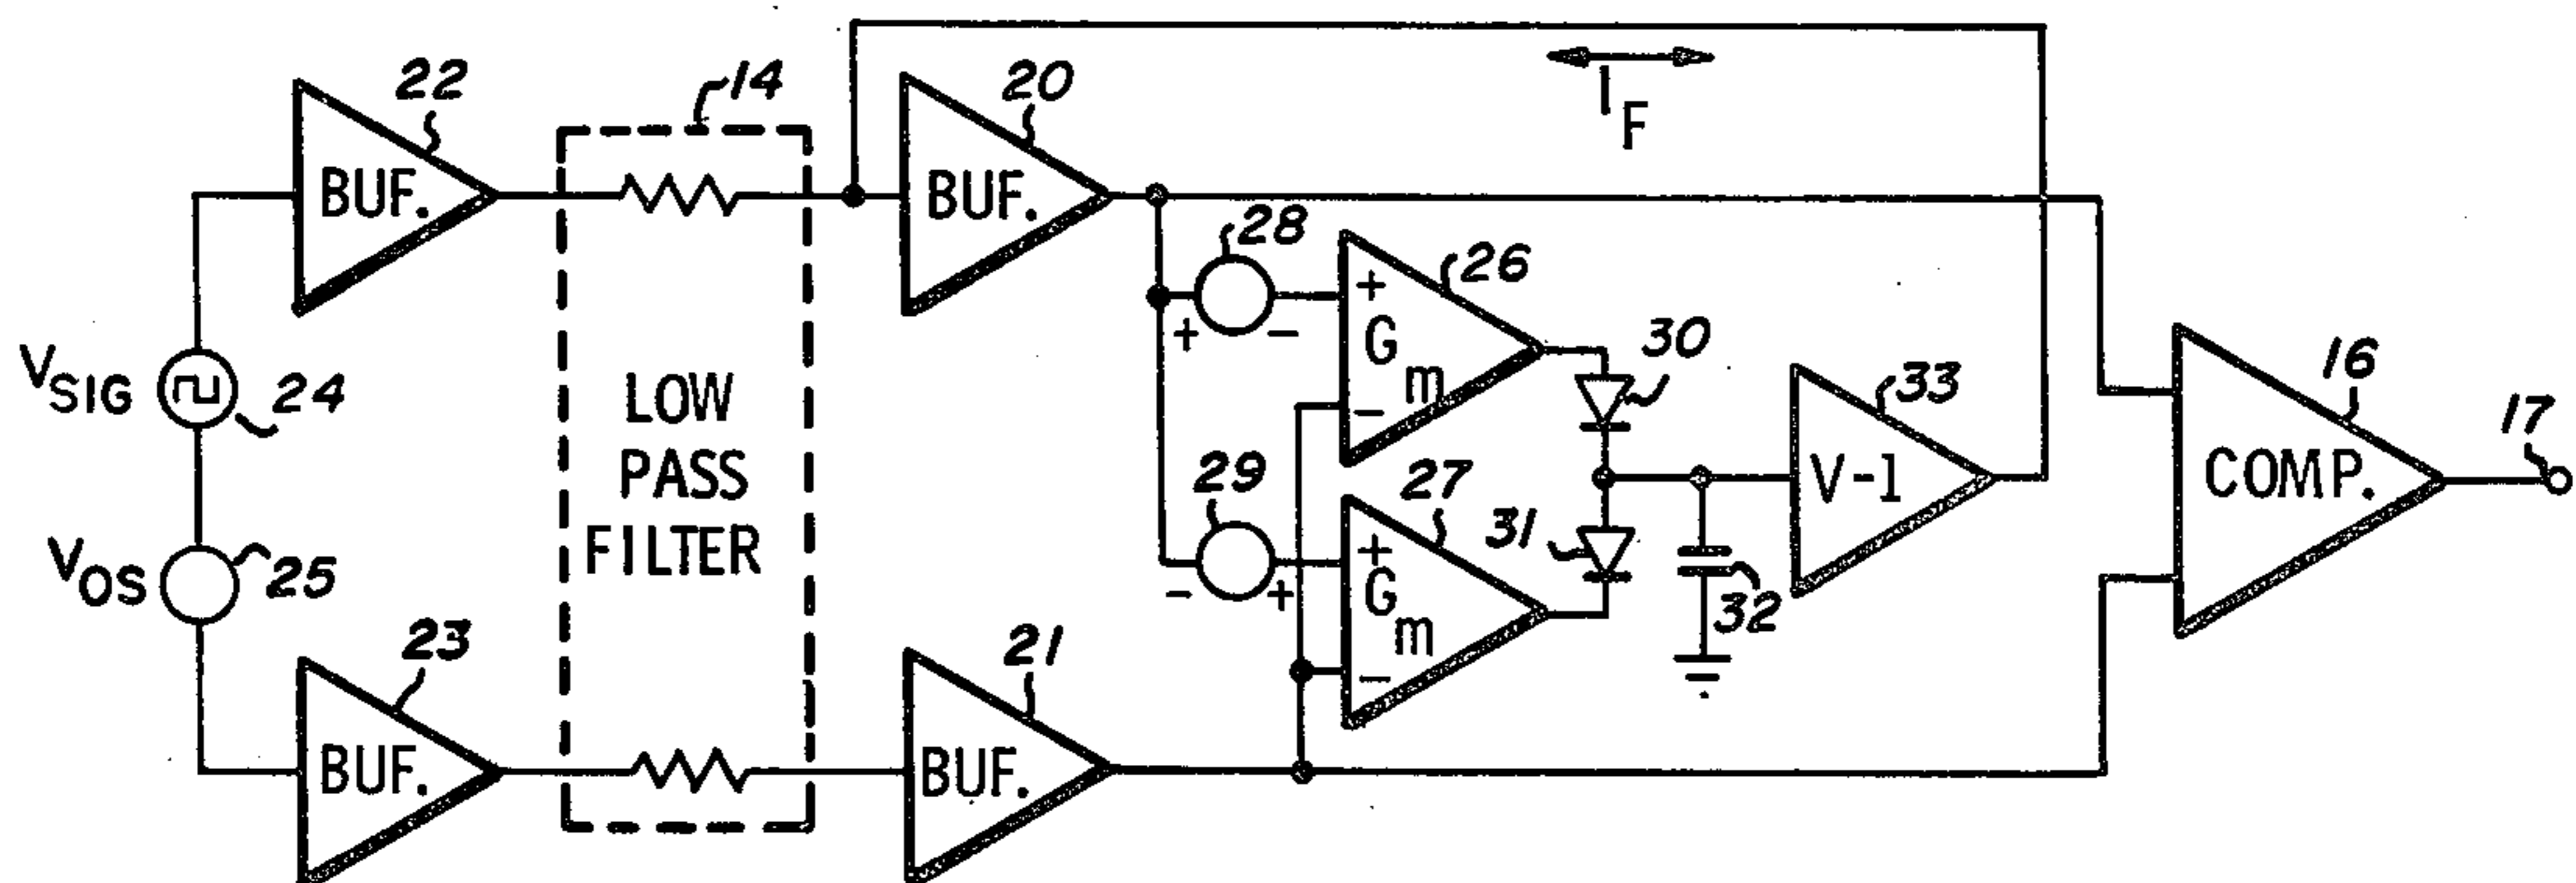 22
BUF.
14
20
BUF.
I
F
V
SIG
24
LOW
PASS
FILTER
28
+
-
+
G
m
-
26
30
33
V-I
16
COMP.
17
V
OS
25
29
-
+
+
G
m
-
27
31
32
23
BUF.
21
BUF.